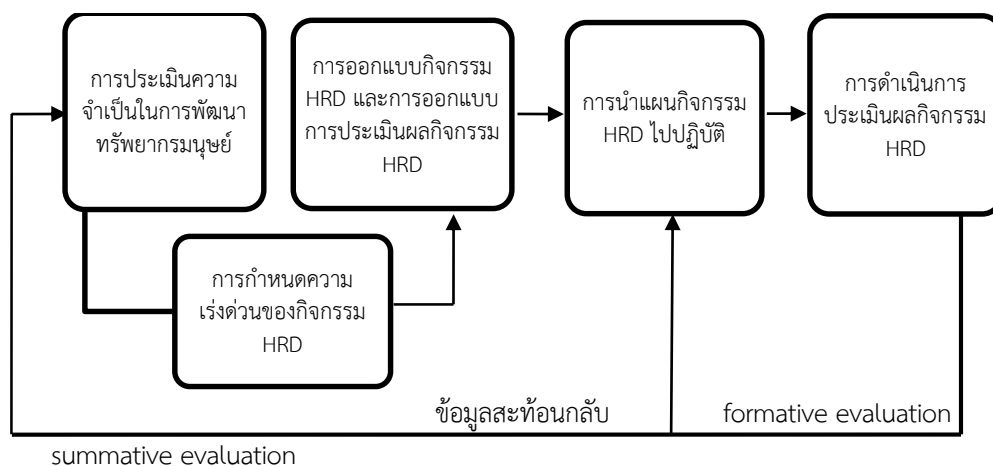 การประเมินความ
จำเป็นในการพัฒนา
ทรัพยากรมนุษย์
การออกแบบกิจกรรม
HRD และการออกแบบ
การประเมินผลกิจกรรม
HRD
การนำแผนกิจกรรม
HRD ไปปฏิบัติ
การดำเนินการ
ประเมินผลกิจกรรม
HRD
การกำหนดความ
เร่งด่วนของกิจกรรม
HRD
ข้อมูลสะท้อนกลับ
formative evaluation
summative evaluation